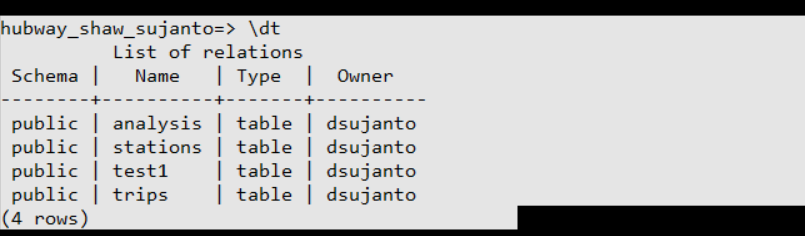 hubway_shaw_sujanto=> \dt
          List of relations
 Schema |   Name   | Type  |  Owner
--------+----------+-------+----------
 public | analysis | table | dsujanto
 public | stations | table | dsujanto
 public | test1    | table | dsujanto
 public | trips    | table | dsujanto
(4 rows)